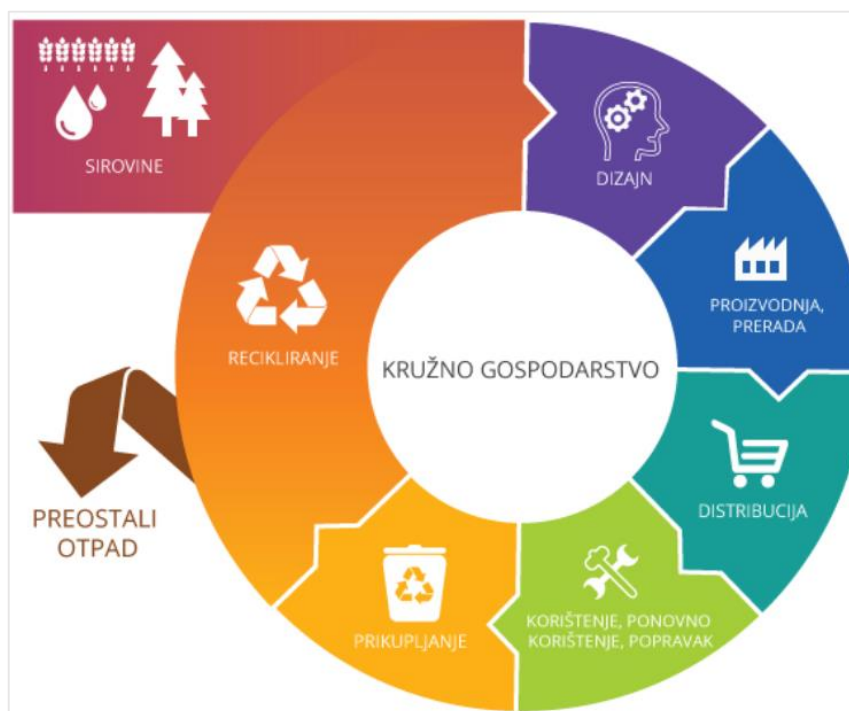 SIROVINE
DIZAJN
PROIZVODNJA,
PRERADA
RECIKLIRANJE
KRUŽNO GOSPODARSTVO
DISTRIBUCIJA
PREOSTALI
OTPAD
KORIŠTENJE, PONOVNO
KORIŠTENJE, POPRAVAK
PRIKUPLJANJE